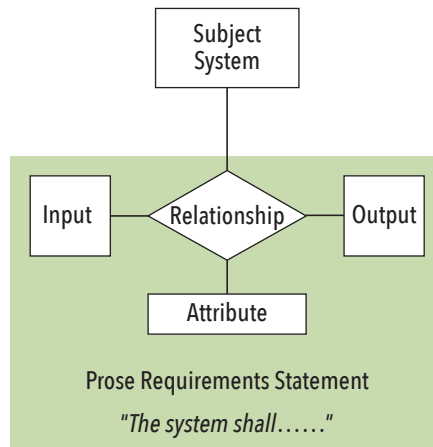 Subject
System
Input
Relationship
Output
Attribute
Prose Requirements Statement
"The system shall......"